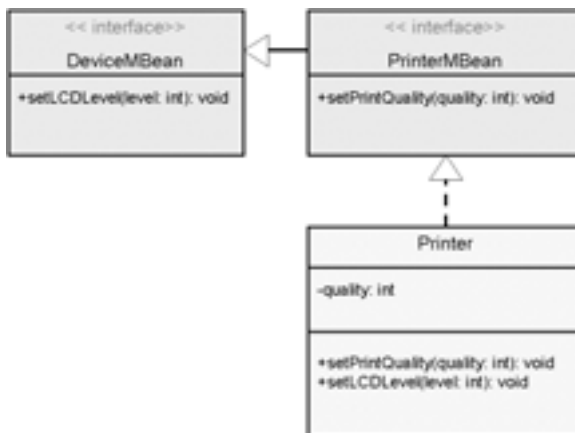 << interface>>
DeviceMBean
+setLCDLevel(level: int): void
<< interface>>
PrinterMBean
+setPrintQuality(quality: int): void
Printer
-quality: int
+setPrintQuality(quality: int): void
+setLCDLevel(level: int): void